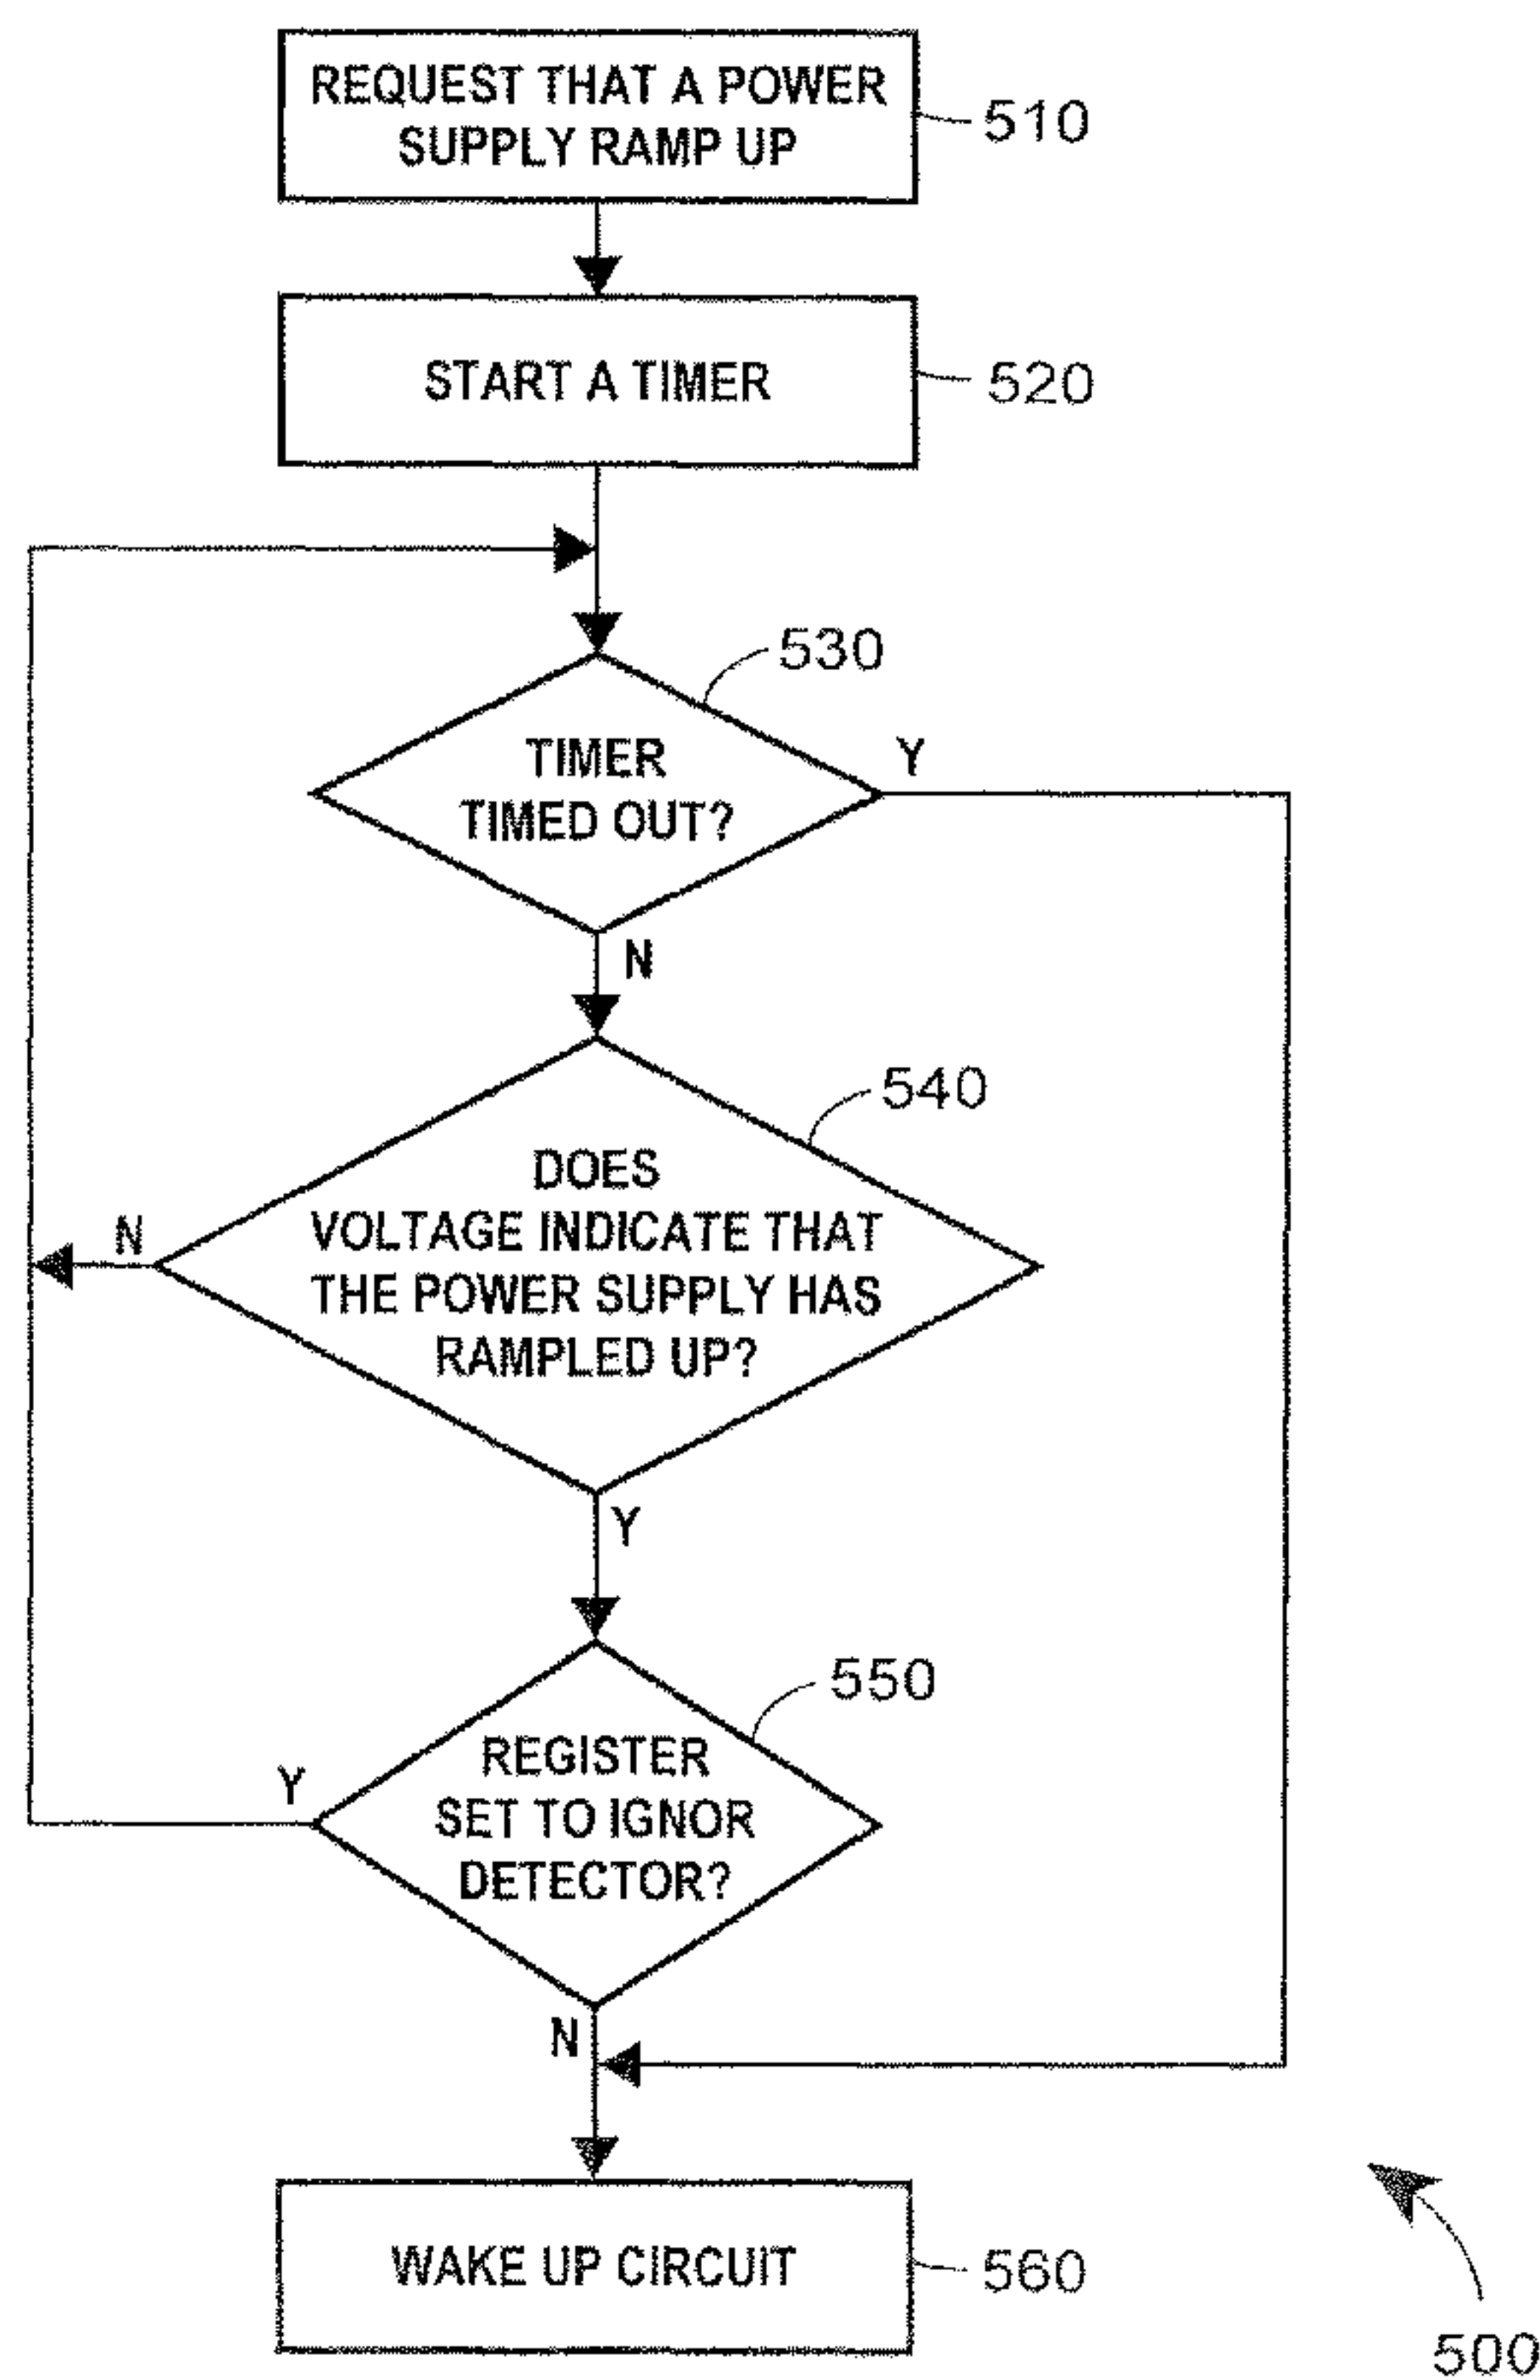 REQUEST THAT A POWER
SUPPLY RAMP UP
510
START A TIMER
520
530
TIMER
TIMED OUT?
Y
N
540
DOES
VOLTAGE INDICATE THAT
THE POWER SUPPLY HAS
RAMPLED UP?
N
Y
550
REGISTER
SET TO IGNOR
DETECTOR?
Y
N
WAKE UP CIRCUIT
560
500